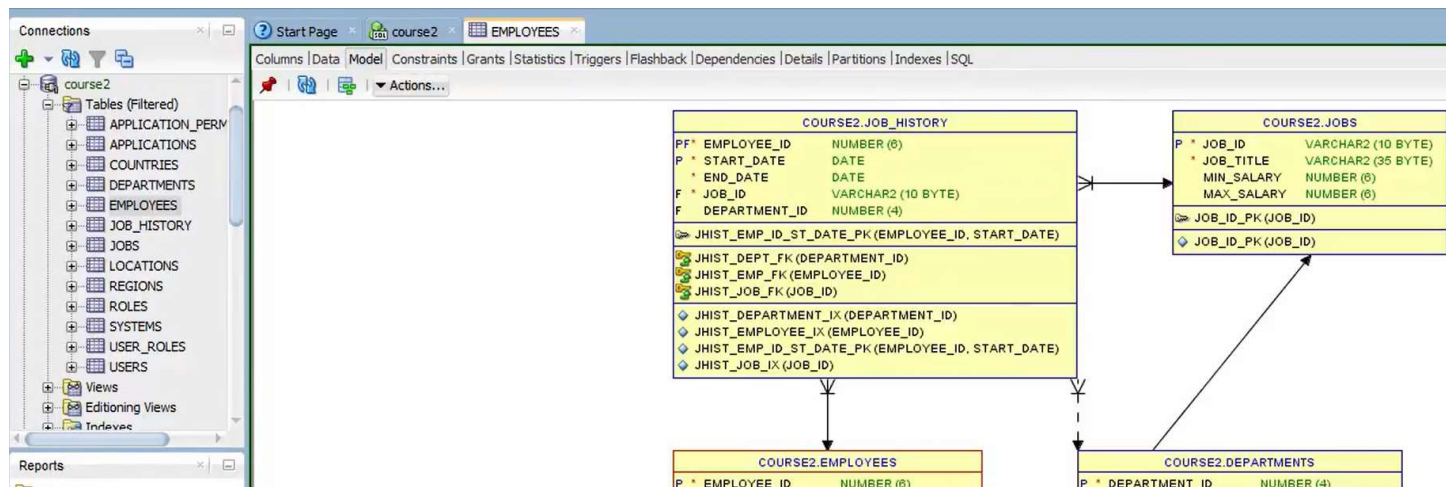 Connections
course2
Tables (Filtered)
APPLICATION_PERM
APPLICATIONS
COUNTRIES
DEPARTMENTS
EMPLOYEES
JOB_HISTORY
JOBS
LOCATIONS
REGIONS
ROLES
SYSTEMS
USER_ROLES
USERS
Views
Editioning Views
Indexes
Reports
Start Page course2 EMPLOYEES
Columns |Data |Model |Constraints |Grants |Statistics |Triggers |Flashback |Dependencies |Details |Partitions |Indexes |SQL
Actions...
COURSE2.JOB_HISTORY
PF* EMPLOYEE_ID NUMBER (6)
P * START_DATE DATE
* END_DATE DATE
F * JOB_ID VARCHAR2 (10 BYTE)
F DEPARTMENT_ID NUMBER (4)
JHIST_EMP_ID_ST_DATE_PK (EMPLOYEE_ID, START_DATE)
JHIST_DEPT_FK (DEPARTMENT_ID)
JHIST_EMP_FK (EMPLOYEE_ID)
JHIST_JOB_FK (JOB_ID)
JHIST_DEPARTMENT_IX (DEPARTMENT_ID)
JHIST_EMPLOYEE_IX (EMPLOYEE_ID)
JHIST_EMP_ID_ST_DATE_PK (EMPLOYEE_ID, START_DATE)
JHIST_JOB_IX (JOB_ID)
COURSE2.JOBS
P * JOB_ID VARCHAR2 (10 BYTE)
* JOB_TITLE VARCHAR2 (35 BYTE)
MIN_SALARY NUMBER (6)
MAX_SALARY NUMBER (6)
JOB_ID_PK (JOB_ID)
JOB_ID_PK (JOB_ID)
COURSE2.EMPLOYEES
P * EMPLOYEE_ID NUMBER (6)
COURSE2.DEPARTMENTS
P * DEPARTMENT_ID NUMBER (4)